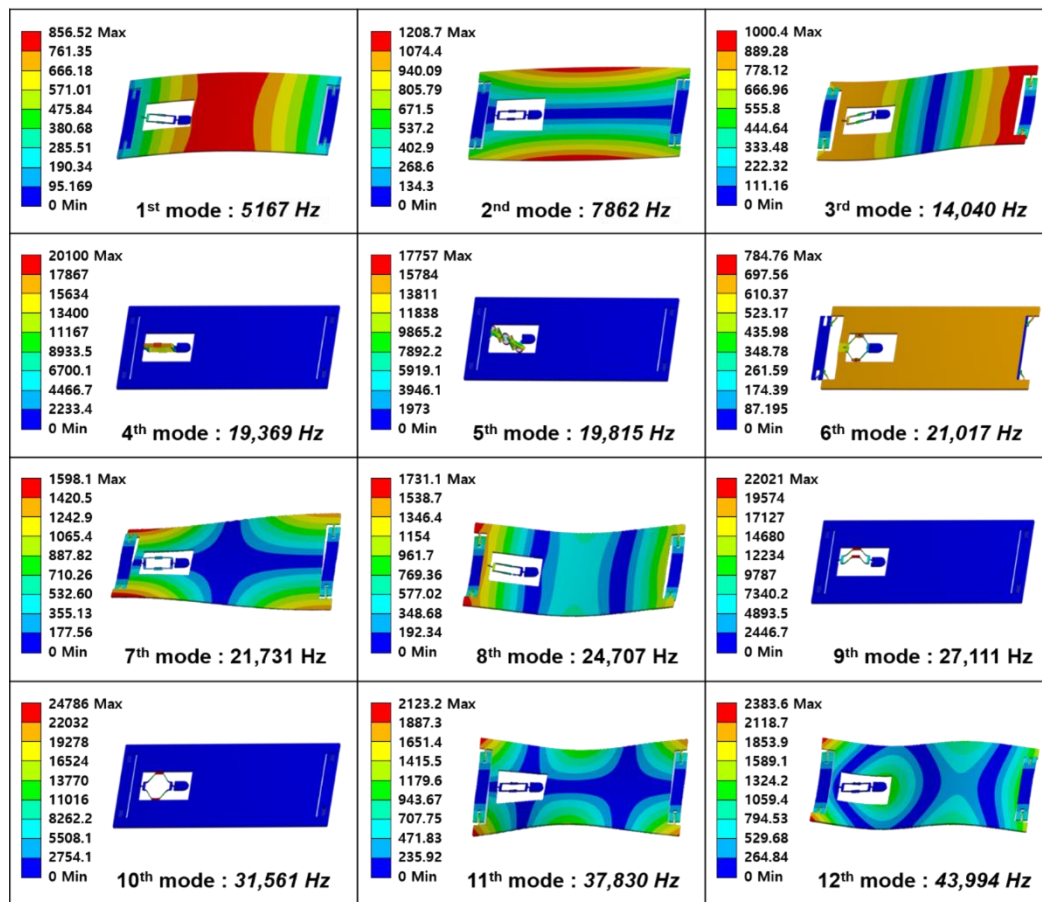 856.52 Max
761.35
666.18
571.01
475.84
380.68
285.51
190.34
95.169
0 Min
1st mode : 5167 Hz
1208.7 Max
1074.4
940.09
805.79
671.5
537.2
402.9
268.6
134.3
0 Min
2nd mode : 7862 Hz
1000.4 Max
889.28
778.12
666.96
555.8
444.64
333.48
222.32
111.16
0 Min
3rd mode : 14,040 Hz
20100 Max
17867
15634
13400
11167
8933.5
6700.1
4466.7
2233.4
0 Min
4th mode : 19,369 Hz
17757 Max
15784
13811
11838
9865.2
7892.2
5919.1
3946.1
1973
0 Min
5th mode : 19,815 Hz
784.76 Max
697.56
610.37
523.17
435.98
348.78
261.59
174.39
87.195
0 Min
6th mode : 21,017 Hz
1598.1 Max
1420.5
1242.9
1065.4
887.82
710.26
532.60
355.13
177.56
0 Min
7th mode : 21,731 Hz
1731.1 Max
1538.7
1346.4
1154
961.7
769.36
577.02
348.68
192.34
0 Min
8th mode : 24,707 Hz
22021 Max
19574
17127
14680
12234
9787
7340.2
4893.5
2446.7
0 Min
9th mode : 27,111 Hz
24786 Max
22032
19278
16524
13770
11016
8262.2
5508.1
2754.1
0 Min
10th mode : 31,561 Hz
2123.2 Max
1887.3
1651.4
1415.5
1179.6
943.67
707.75
471.83
235.92
0 Min
11th mode : 37,830 Hz
2383.6 Max
2118.7
1853.9
1589.1
1324.2
1059.4
794.53
529.68
264.84
0 Min
12th mode : 43,994 Hz